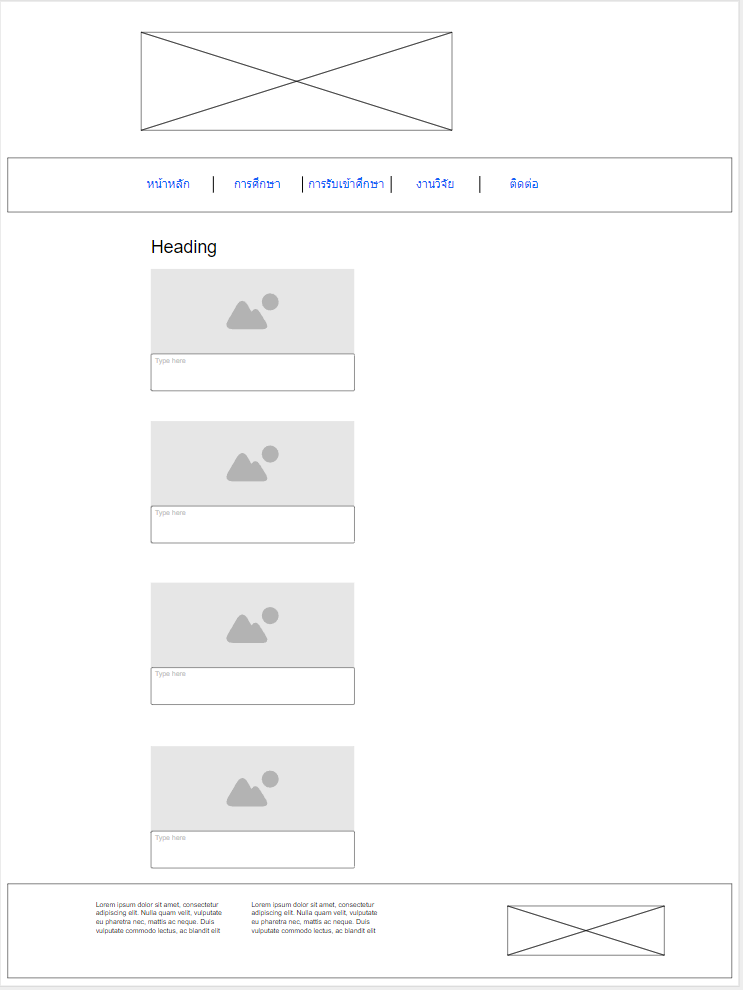 หน้าหลัก การศึกษา การรับเข้าศึกษา งานวิจัย ติดต่อ
Heading
Type here
Type here
Type here
Type here
Lorem ipsum dolor sit amet, consectetur
adipiscing elit. Nulla quam velit, vulputate
eu pharetra nec, mattis ac neque. Duis
vulputate commodo lectus, ac blandit elit
Lorem ipsum dolor sit amet, consectetur
adipiscing elit. Nulla quam velit, vulputate
eu pharetra nec, mattis ac neque. Duis
vulputate commodo lectus, ac blandit elit